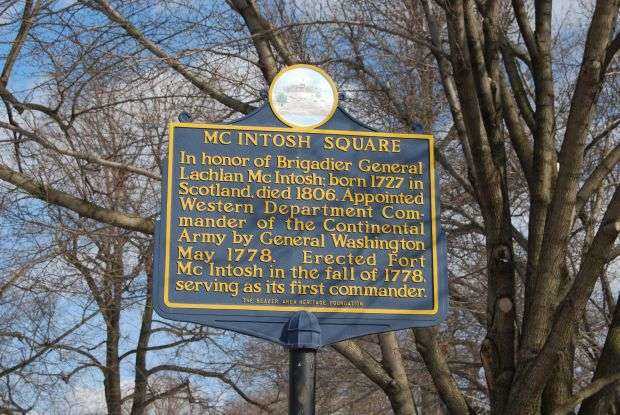 MC INTOSH SQUARE
In honor of Brigadier General
Lachlan Mc Intosh; born 1727 in
Scotland, died 1806. Appointed
Western Department Com-
mander of the Continental
Army by General Washington
May 1778. Erected Fort
Mc Intosh in the fall of 1778,
serving as its first commander.
THE BEAVER AREA HERITAGE FOUNDATION